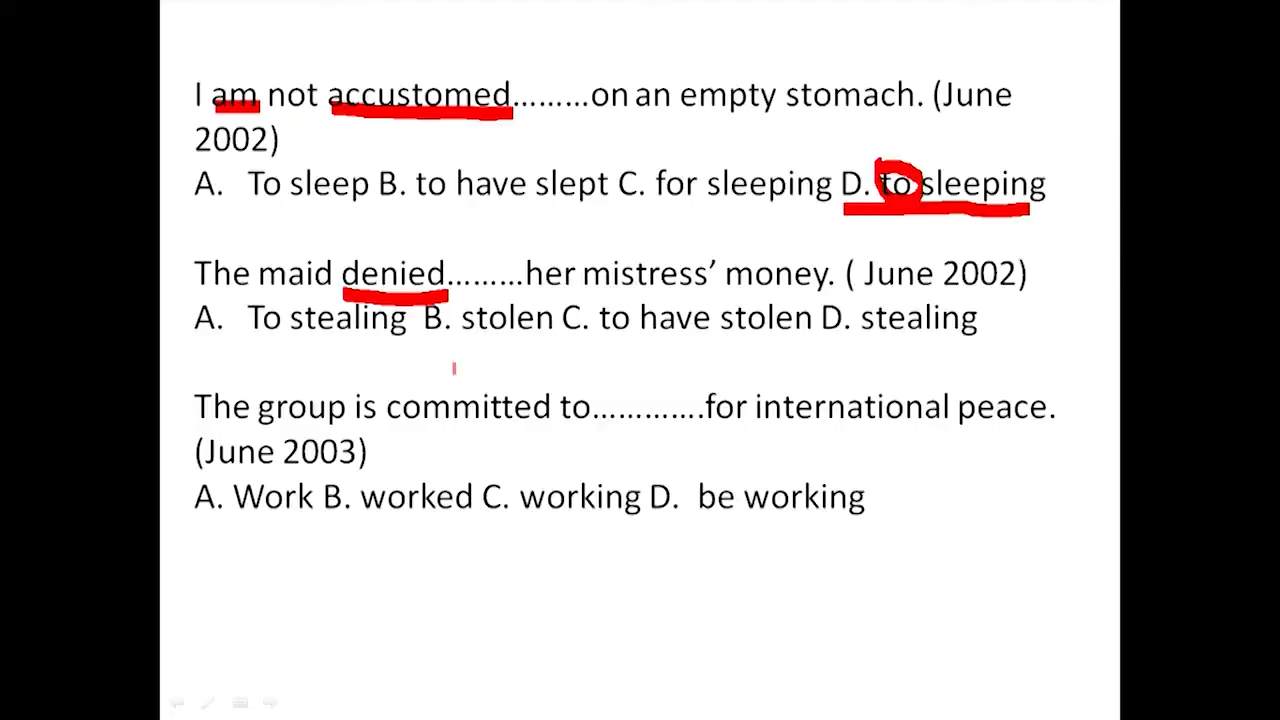 I am not accustomed………on an empty stomach. (June
2002)
A. To sleep B. to have slept C. for sleeping D. to sleeping
The maid denied………her mistress’ money. ( June 2002)
A. To stealing B. stolen C. to have stolen D. stealing
The group is committed to………….for international peace.
(June 2003)
A. Work B. worked C. working D. be working